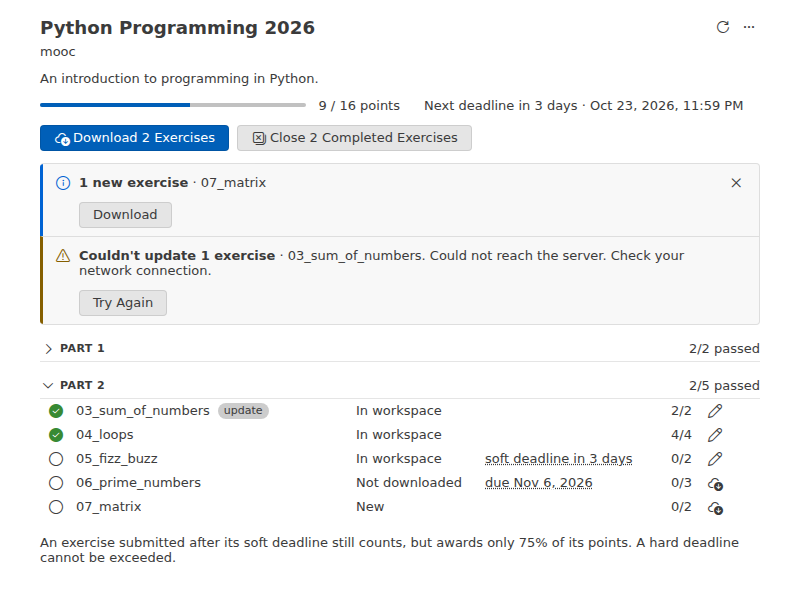 Python Programming 2026
mooc
An introduction to programming in Python.
9 / 16 points Next deadline in 3 days · Oct 23, 2026, 11:59 PM
Download 2 Exercises Close 2 Completed Exercises
1 new exercise · 07_matrix
Download
Couldn't update 1 exercise · 03_sum_of_numbers. Could not reach the server. Check your
network connection.
Try Again
PART 1 2/2 passed
PART 2 2/5 passed
03_sum_of_numbers update In workspace 2/2
04_loops In workspace 4/4
05_fizz_buzz In workspace soft deadline in 3 days 0/2
06_prime_numbers Not downloaded due Nov 6, 2026 0/3
07_matrix New 0/2
An exercise submitted after its soft deadline still counts, but awards only 75% of its points. A hard deadline
cannot be exceeded.